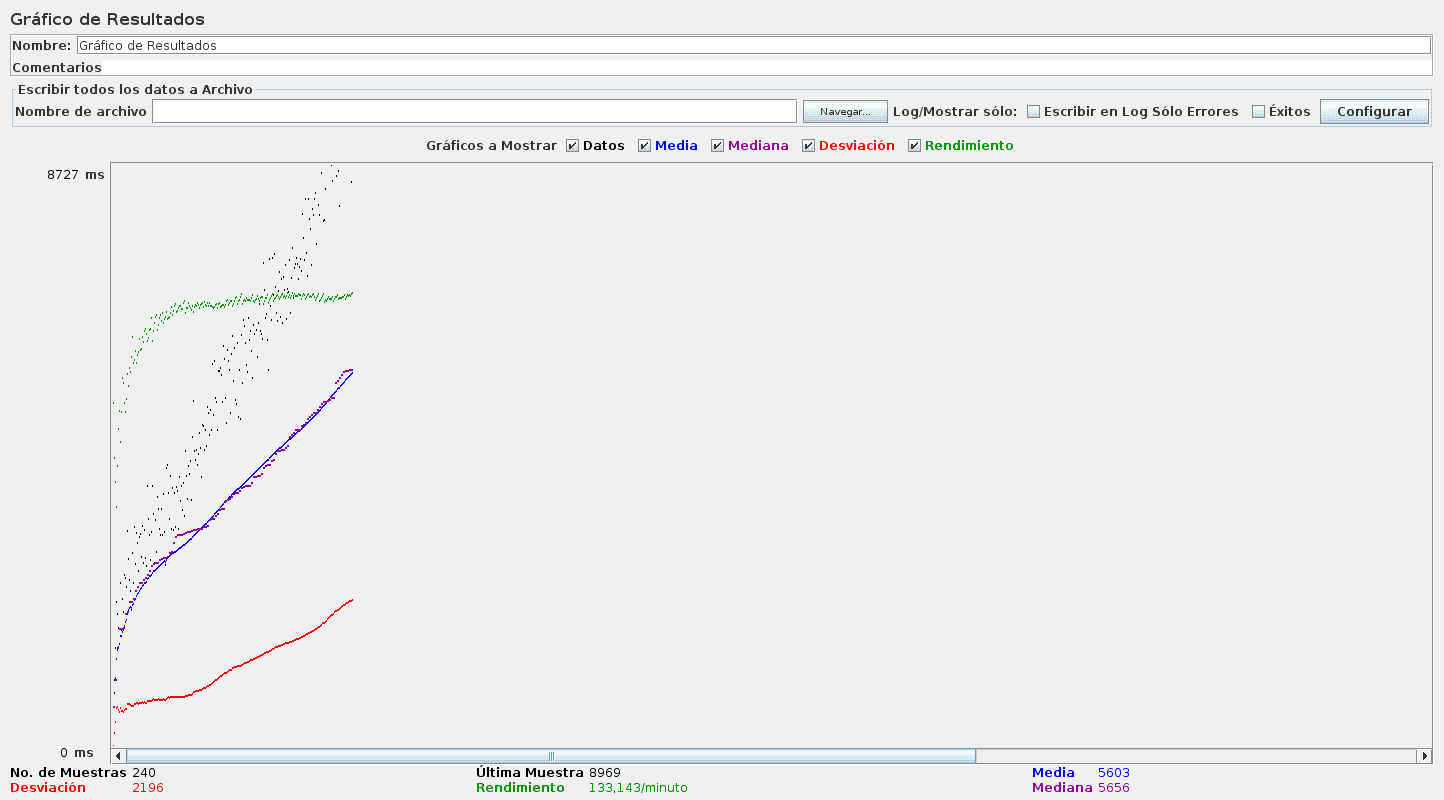 Gráfico de Resultados
Nombre: Gráfico de Resultados
Comentarios
Escribir todos los datos a Archivo
Nombre de archivo Navegar... Log/Mostrar sólo: Escribir en Log Sólo Errores Éxitos Configurar
Gráficos a Mostrar Datos Media Mediana Desviación Rendimiento
8727 ms
0 ms
No. de Muestras 240 Última Muestra 8969 Media 5603
Desviación 2196 Rendimiento 133,143/minuto Mediana 5656